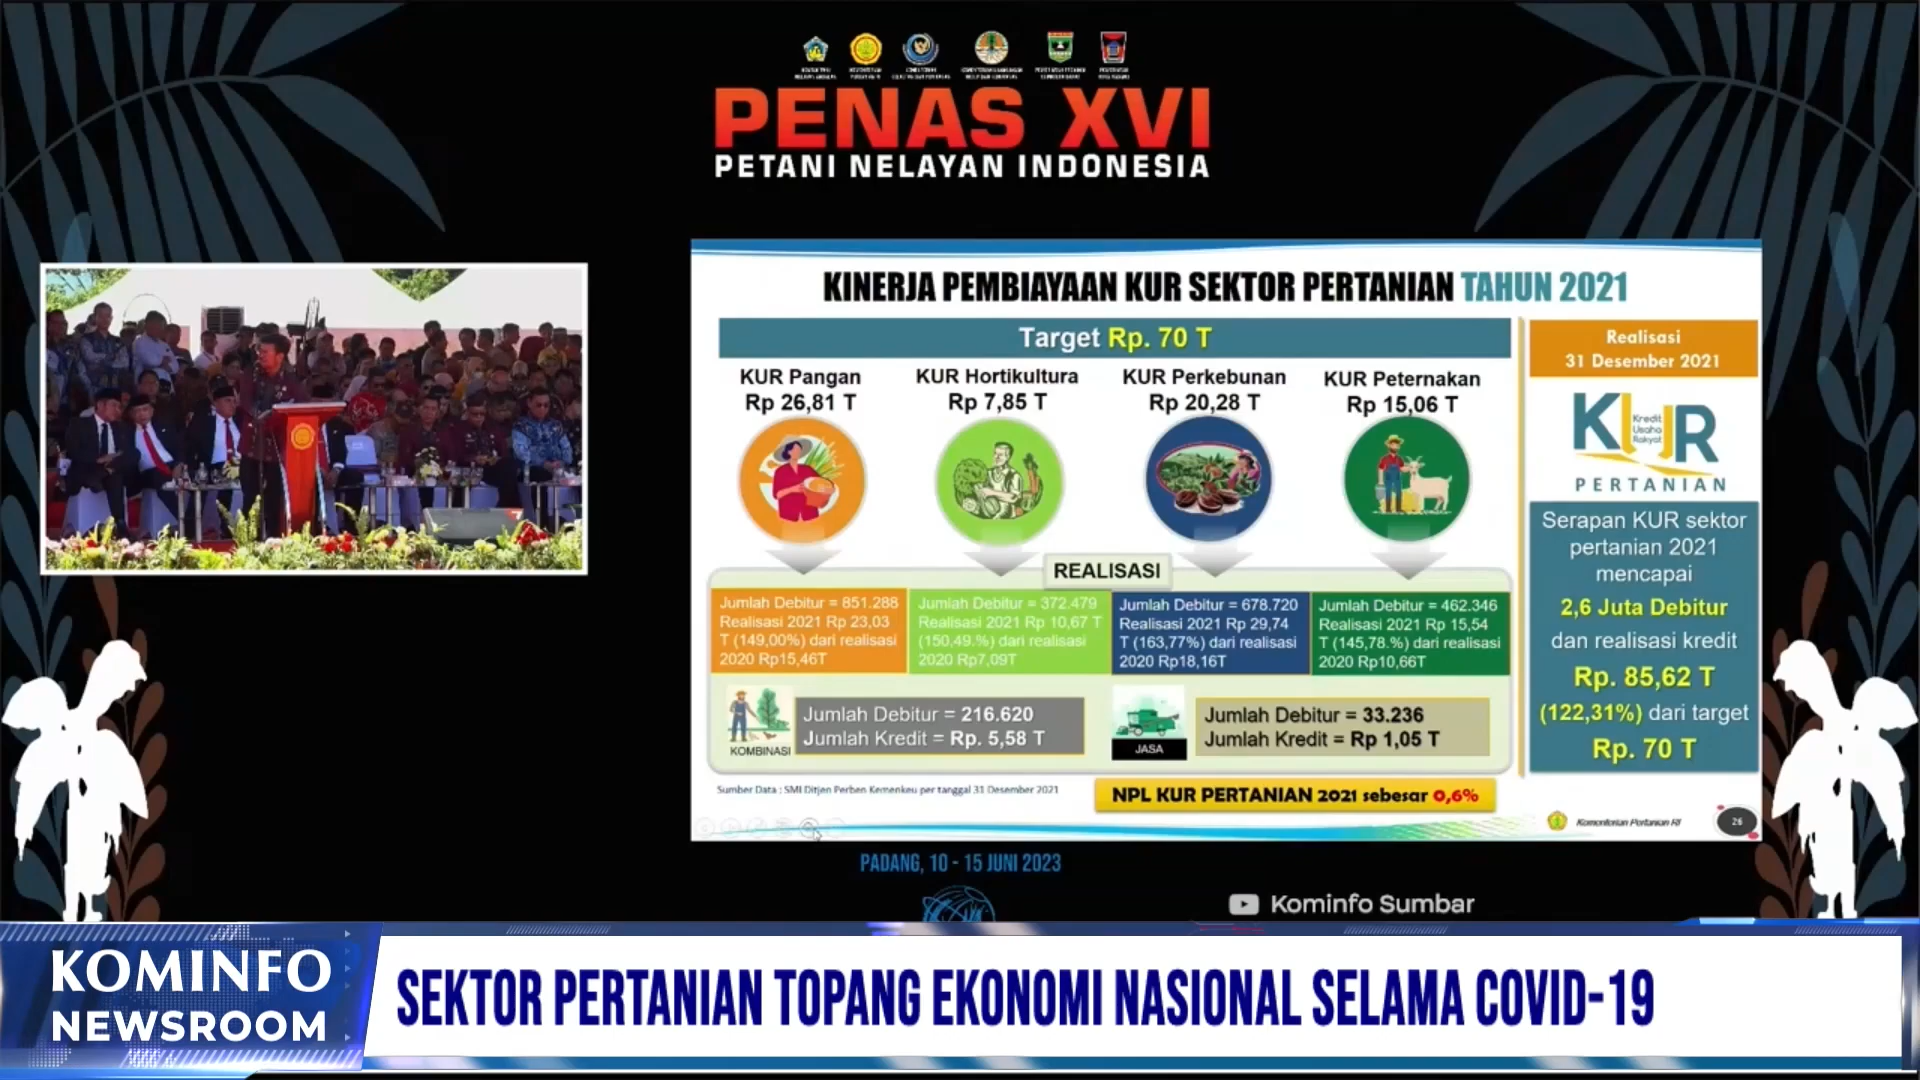 PENAS XVI
PETANI NELAYAN INDONESIA
KINERJA PEMBIAYAAN KUR SEKTOR PERTANIAN TAHUN 2021
Target Rp. 70 T
KUR Pangan
Rp 26,81 T
KUR Hortikultura
Rp 7,85 T
KUR Perkebunan
Rp 20,28 T
KUR Peternakan
Rp 15,06 T
REALISASI
Jumlah Debitur = 851.288
Realisasi 2021 Rp 23,03
T (149,00%) dari realisasi
2020 Rp15,46T
Jumlah Debitur = 372.479
Realisasi 2021 Rp 10,67 T
(150,49.%) dari realisasi
2020 Rp7,09T
Jumlah Debitur = 678.720
Realisasi 2021 Rp 29,74
T (163,77%) dari realisasi
2020 Rp18,16T
Jumlah Debitur = 462.346
Realisasi 2021 Rp 15,54
T (145,78.%) dari realisasi
2020 Rp10,66T
KOMBINASI
Jumlah Debitur = 216.620
Jumlah Kredit = Rp. 5,58 T
JASA
Jumlah Debitur = 33.236
Jumlah Kredit = Rp 1,05 T
Sumber Data : SMI Ditjen Perben Kemenkeu per tanggal 31 Desember 2021
NPL KUR PERTANIAN 2021 sebesar 0,6%
Realisasi
31 Desember 2021
KUR
Kredit
Usaha
Rakyat
PERTANIAN
Serapan KUR sektor
pertanian 2021
mencapai
2,6 Juta Debitur
dan realisasi kredit
Rp. 85,62 T
(122,31%) dari target
Rp. 70 T
Kementerian Pertanian RI
26
PADANG, 10 - 15 JUNI 2023
Kominfo Sumbar
KOMINFO
NEWSROOM
SEKTOR PERTANIAN TOPANG EKONOMI NASIONAL SELAMA COVID-19